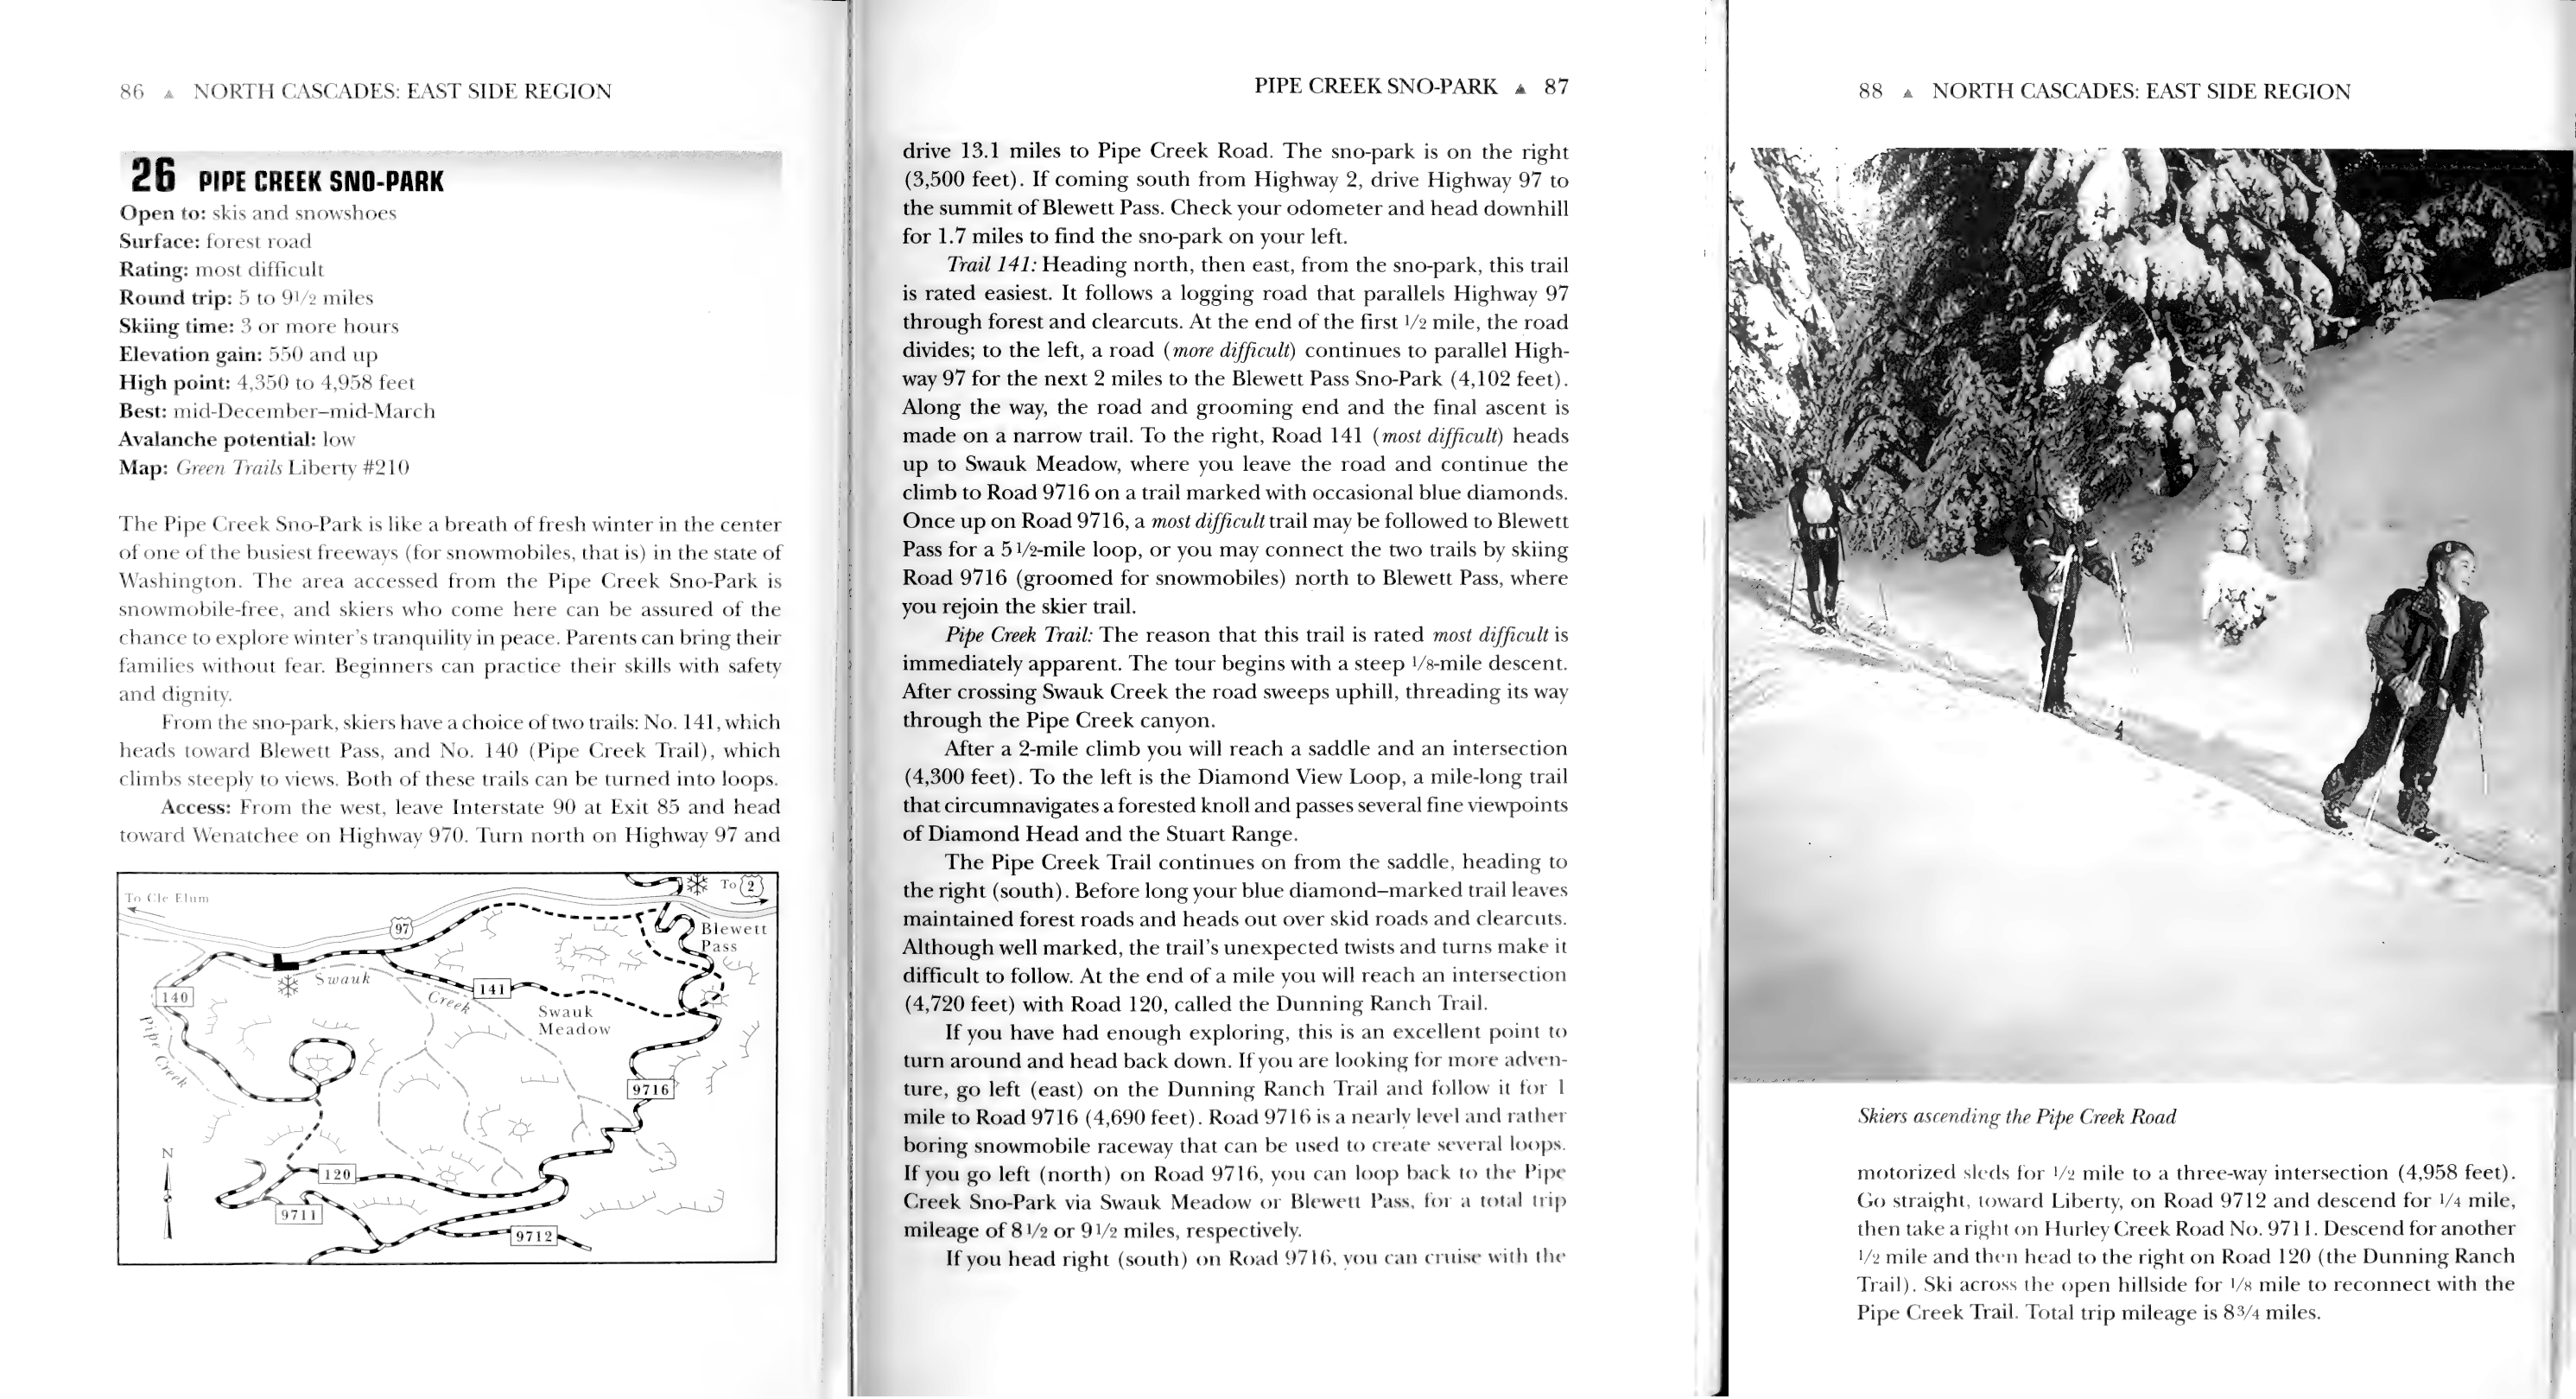 86 ▲ NORTH CASCADES: EAST SIDE REGION
26 PIPE CREEK SNO-PARK
Open to: skis and snowshoes
Surface: forest road
Rating: most difficult
Round trip: 5 to 9 1/2 miles
Skiing time: 3 or more hours
Elevation gain: 550 and up
High point: 4,350 to 4,958 feet
Best: mid-December–mid-March
Avalanche potential: low
Map: Green Trails Liberty #210
The Pipe Creek Sno-Park is like a breath of fresh winter in the center
of one of the busiest freeways (for snowmobiles, that is) in the state of
Washington. The area accessed from the Pipe Creek Sno-Park is
snowmobile-free, and skiers who come here can be assured of the
chance to explore winter's tranquility in peace. Parents can bring their
families without fear. Beginners can practice their skills with safety
and dignity.
From the sno-park, skiers have a choice of two trails: No. 141, which
heads toward Blewett Pass, and No. 140 (Pipe Creek Trail), which
climbs steeply to views. Both of these trails can be turned into loops.
Access: From the west, leave Interstate 90 at Exit 85 and head
toward Wenatchee on Highway 970. Turn north on Highway 97 and
To Cle Elum
To 2
97
Blewett
Pass
Swauk
Creek
140
141
Swauk
Meadow
Pipe Creek
9716
N
120
9711
9712
PIPE CREEK SNO-PARK ▲ 87
drive 13.1 miles to Pipe Creek Road. The sno-park is on the right
(3,500 feet). If coming south from Highway 2, drive Highway 97 to
the summit of Blewett Pass. Check your odometer and head downhill
for 1.7 miles to find the sno-park on your left.
Trail 141: Heading north, then east, from the sno-park, this trail
is rated easiest. It follows a logging road that parallels Highway 97
through forest and clearcuts. At the end of the first 1/2 mile, the road
divides; to the left, a road (more difficult) continues to parallel High-
way 97 for the next 2 miles to the Blewett Pass Sno-Park (4,102 feet).
Along the way, the road and grooming end and the final ascent is
made on a narrow trail. To the right, Road 141 (most difficult) heads
up to Swauk Meadow, where you leave the road and continue the
climb to Road 9716 on a trail marked with occasional blue diamonds.
Once up on Road 9716, a most difficult trail may be followed to Blewett
Pass for a 5 1/2-mile loop, or you may connect the two trails by skiing
Road 9716 (groomed for snowmobiles) north to Blewett Pass, where
you rejoin the skier trail.
Pipe Creek Trail: The reason that this trail is rated most difficult is
immediately apparent. The tour begins with a steep 1/8-mile descent.
After crossing Swauk Creek the road sweeps uphill, threading its way
through the Pipe Creek canyon.
After a 2-mile climb you will reach a saddle and an intersection
(4,300 feet). To the left is the Diamond View Loop, a mile-long trail
that circumnavigates a forested knoll and passes several fine viewpoints
of Diamond Head and the Stuart Range.
The Pipe Creek Trail continues on from the saddle, heading to
the right (south). Before long your blue diamond–marked trail leaves
maintained forest roads and heads out over skid roads and clearcuts.
Although well marked, the trail's unexpected twists and turns make it
difficult to follow. At the end of a mile you will reach an intersection
(4,720 feet) with Road 120, called the Dunning Ranch Trail.
If you have had enough exploring, this is an excellent point to
turn around and head back down. If you are looking for more adven-
ture, go left (east) on the Dunning Ranch Trail and follow it for 1
mile to Road 9716 (4,690 feet). Road 9716 is a nearly level and rather
boring snowmobile raceway that can be used to create several loops.
If you go left (north) on Road 9716, you can loop back to the Pipe
Creek Sno-Park via Swauk Meadow or Blewett Pass, for a total trip
mileage of 8 1/2 or 9 1/2 miles, respectively.
If you head right (south) on Road 9716, you can cruise with the
88 ▲ NORTH CASCADES: EAST SIDE REGION
Skiers ascending the Pipe Creek Road
motorized sleds for 1/2 mile to a three-way intersection (4,958 feet).
Go straight, toward Liberty, on Road 9712 and descend for 1/4 mile,
then take a right on Hurley Creek Road No. 9711. Descend for another
1/2 mile and then head to the right on Road 120 (the Dunning Ranch
Trail). Ski across the open hillside for 1/8 mile to reconnect with the
Pipe Creek Trail. Total trip mileage is 8 3/4 miles.